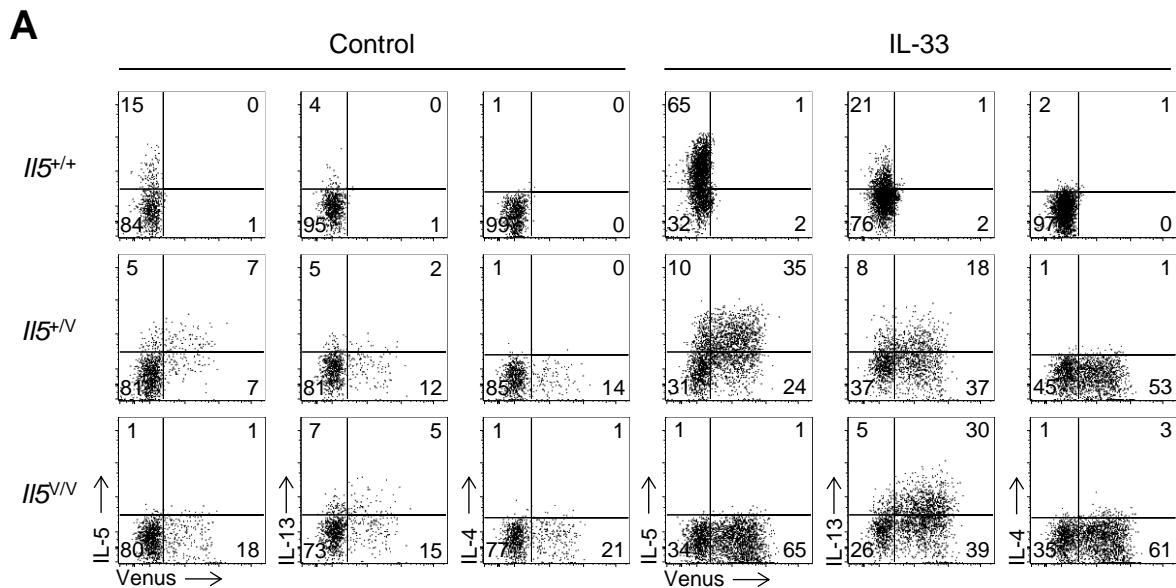 A
Control IL-33
Il5+/+
15 0 4 0 1 0 65 1 21 1 2 1
84 1 95 1 99 0 32 2 76 2 97 0
Il5+/V
5 7 5 2 1 0 10 35 8 18 1 1
81 7 81 12 85 14 31 24 37 37 45 53
Il5V/V
1 1 7 5 1 1 1 1 5 30 1 3
80 18 73 15 77 21 34 65 26 39 35 61
IL-5 IL-13 IL-4 IL-5 IL-13 IL-4
Venus Venus